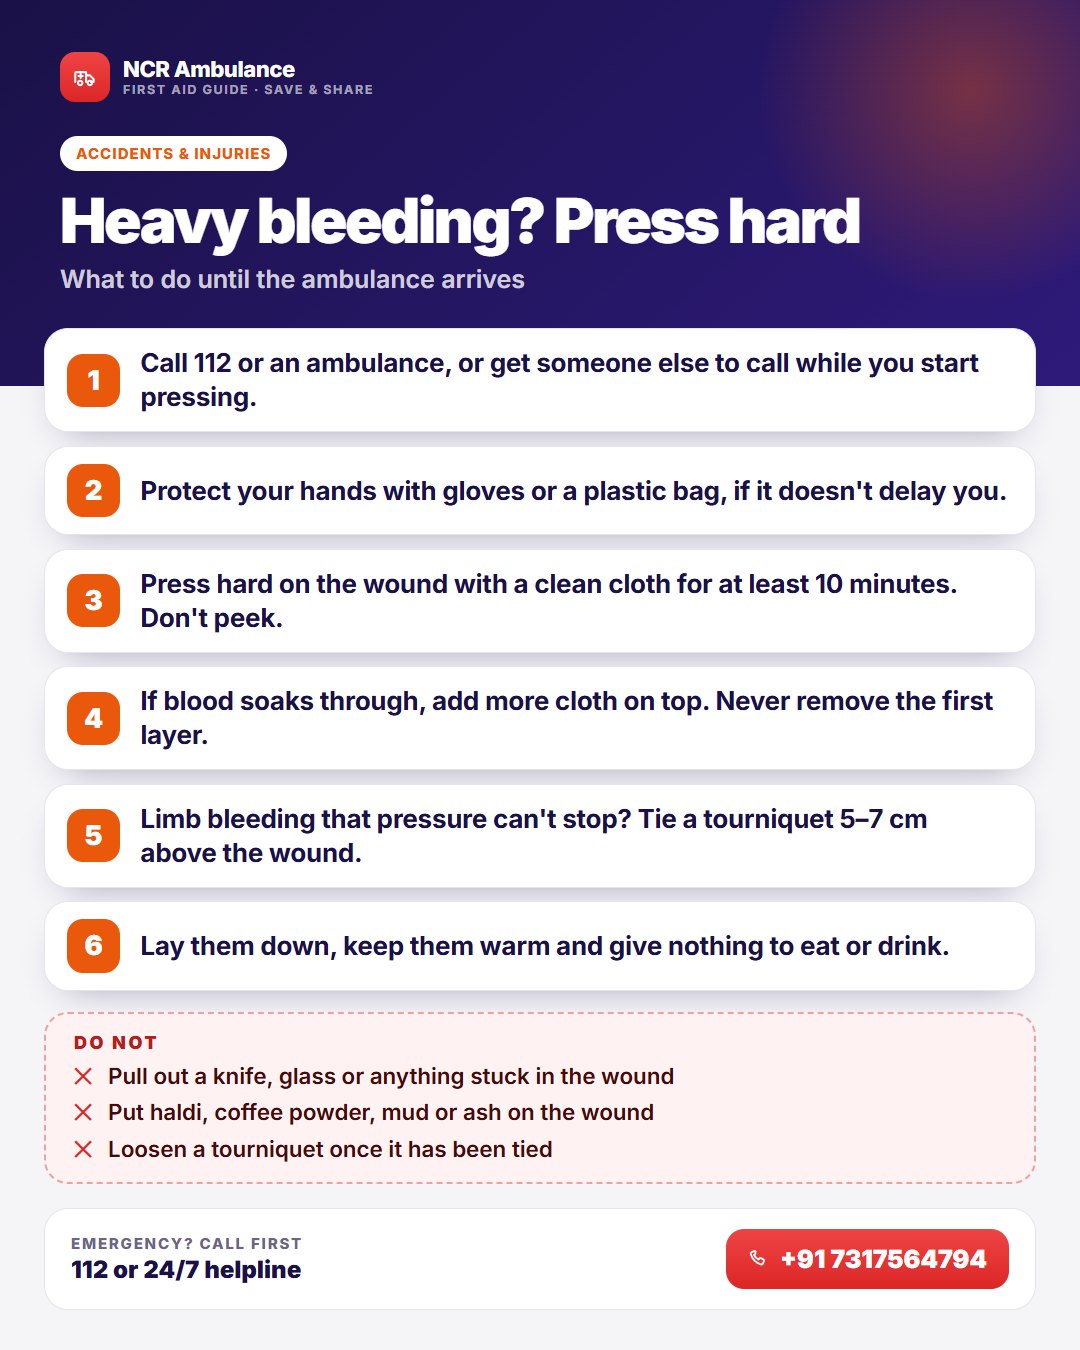 NCR Ambulance
FIRST AID GUIDE · SAVE & SHARE
ACCIDENTS & INJURIES
Heavy bleeding? Press hard
What to do until the ambulance arrives
1
Call 112 or an ambulance, or get someone else to call while you start
pressing.
2
Protect your hands with gloves or a plastic bag, if it doesn't delay you.
3
Press hard on the wound with a clean cloth for at least 10 minutes.
Don't peek.
4
If blood soaks through, add more cloth on top. Never remove the first
layer.
5
Limb bleeding that pressure can't stop? Tie a tourniquet 5–7 cm
above the wound.
6
Lay them down, keep them warm and give nothing to eat or drink.
DO NOT
Pull out a knife, glass or anything stuck in the wound
Put haldi, coffee powder, mud or ash on the wound
Loosen a tourniquet once it has been tied
EMERGENCY? CALL FIRST
112 or 24/7 helpline
+91 7317564794